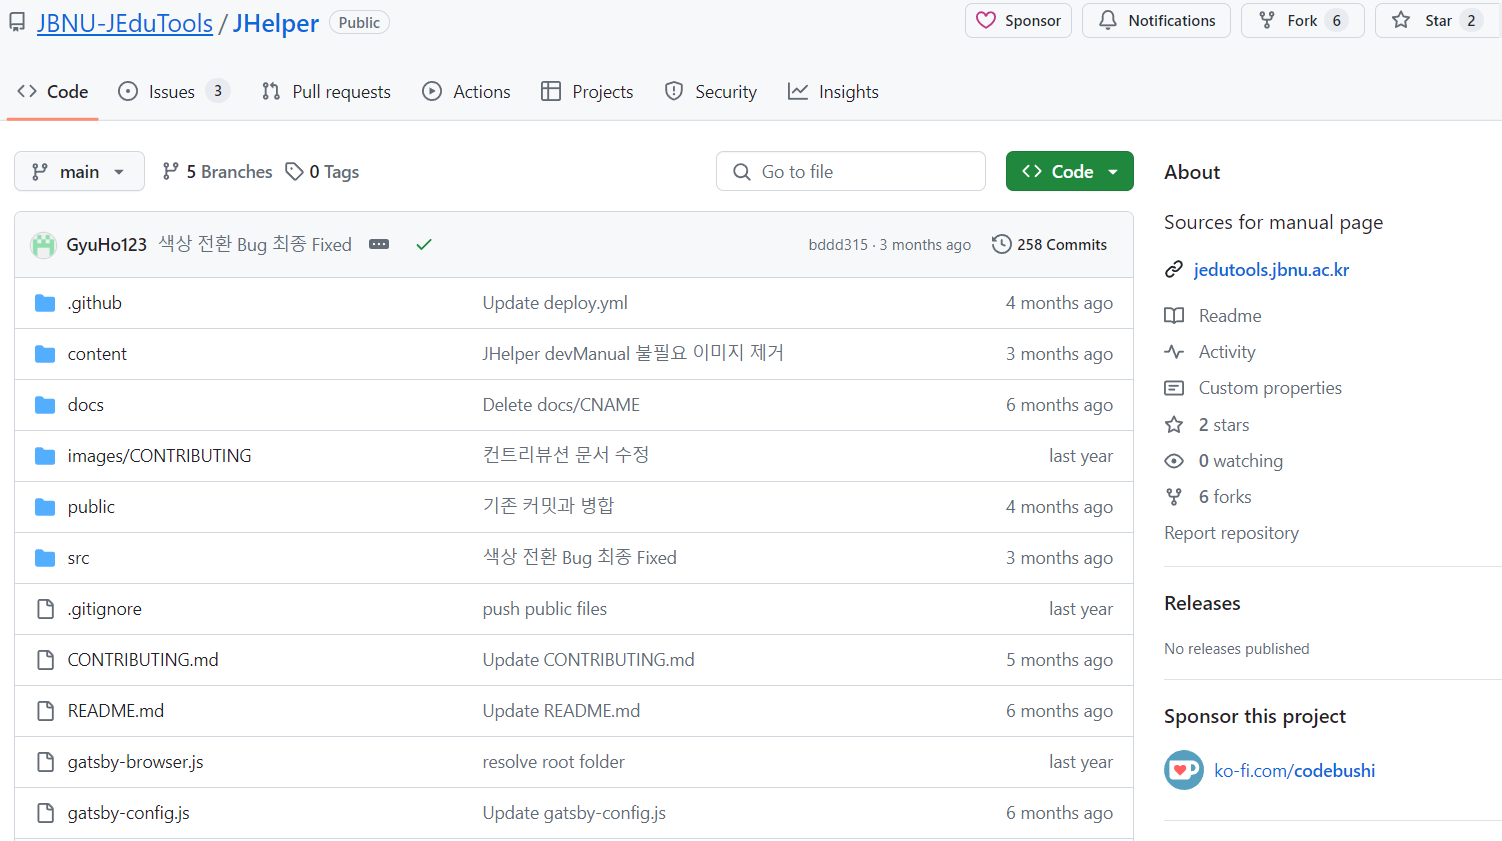 JBNU-JEduTools / JHelper Public Sponsor Notifications Fork 6 Star 2
Code Issues 3 Pull requests Actions Projects Security Insights
main 5 Branches 0 Tags Go to file Code
GyuHo123 색상 전환 Bug 최종 Fixed bddd315 · 3 months ago 258 Commits
.github Update deploy.yml 4 months ago
content JHelper devManual 불필요 이미지 제거 3 months ago
docs Delete docs/CNAME 6 months ago
images/CONTRIBUTING 컨트리뷰션 문서 수정 last year
public 기존 커밋과 병합 4 months ago
src 색상 전환 Bug 최종 Fixed 3 months ago
.gitignore push public files last year
CONTRIBUTING.md Update CONTRIBUTING.md 5 months ago
README.md Update README.md 6 months ago
gatsby-browser.js resolve root folder last year
gatsby-config.js Update gatsby-config.js 6 months ago
About
Sources for manual page
jedutools.jbnu.ac.kr
Readme
Activity
Custom properties
2 stars
0 watching
6 forks
Report repository
Releases
No releases published
Sponsor this project
ko-fi.com/codebushi